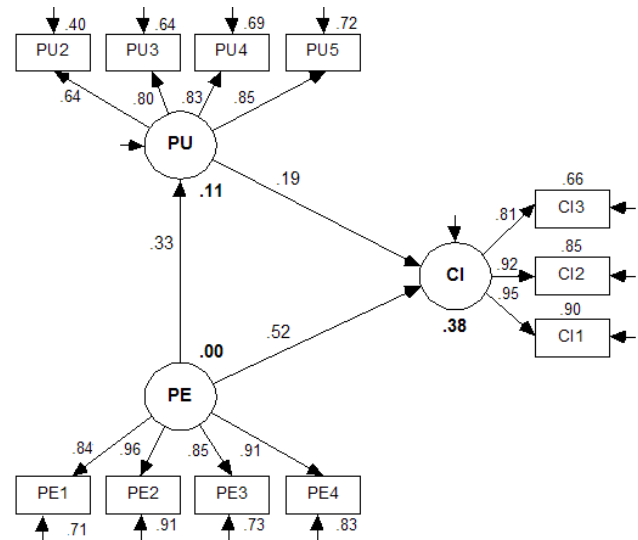 .40 .64 .69 .72
PU2 PU3 PU4 PU5
.64 .80 .83 .85
PU
.11
.19
.66
CI3
.81
.33
.85
CI
.92
CI2
.95
.90
.38
CI1
.52
.00
PE
.84 .96 .85 .91
PE1 PE2 PE3 PE4
.71 .91 .73 .83